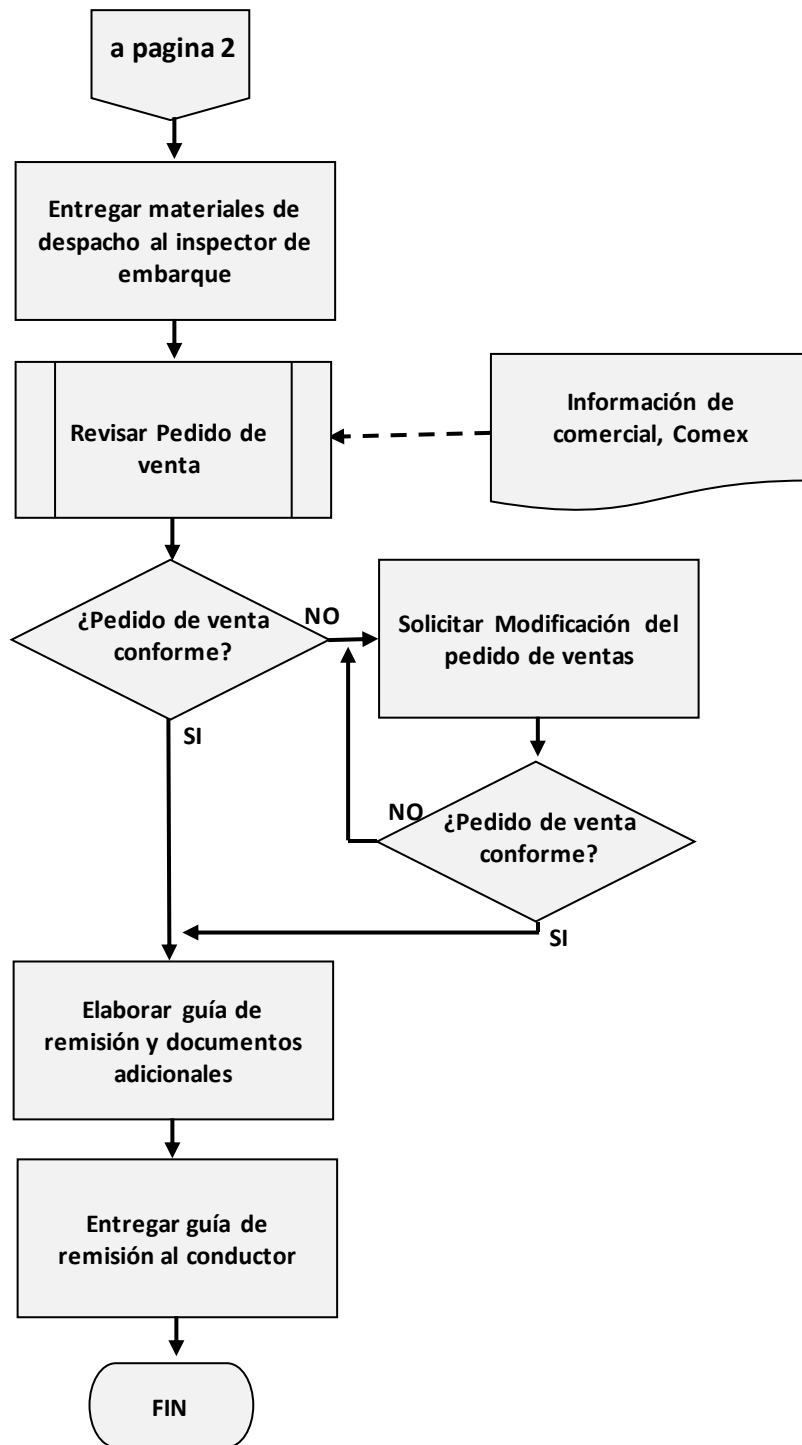 a pagina 2
Entregar materiales de
despacho al inspector de
embarque
Revisar Pedido de
venta
Información de
comercial, Comex
¿Pedido de venta
conforme?
NO
Solicitar Modificación del
pedido de ventas
SI
NO
¿Pedido de venta
conforme?
SI
Elaborar guía de
remisión y documentos
adicionales
Entregar guía de
remisión al conductor
FIN